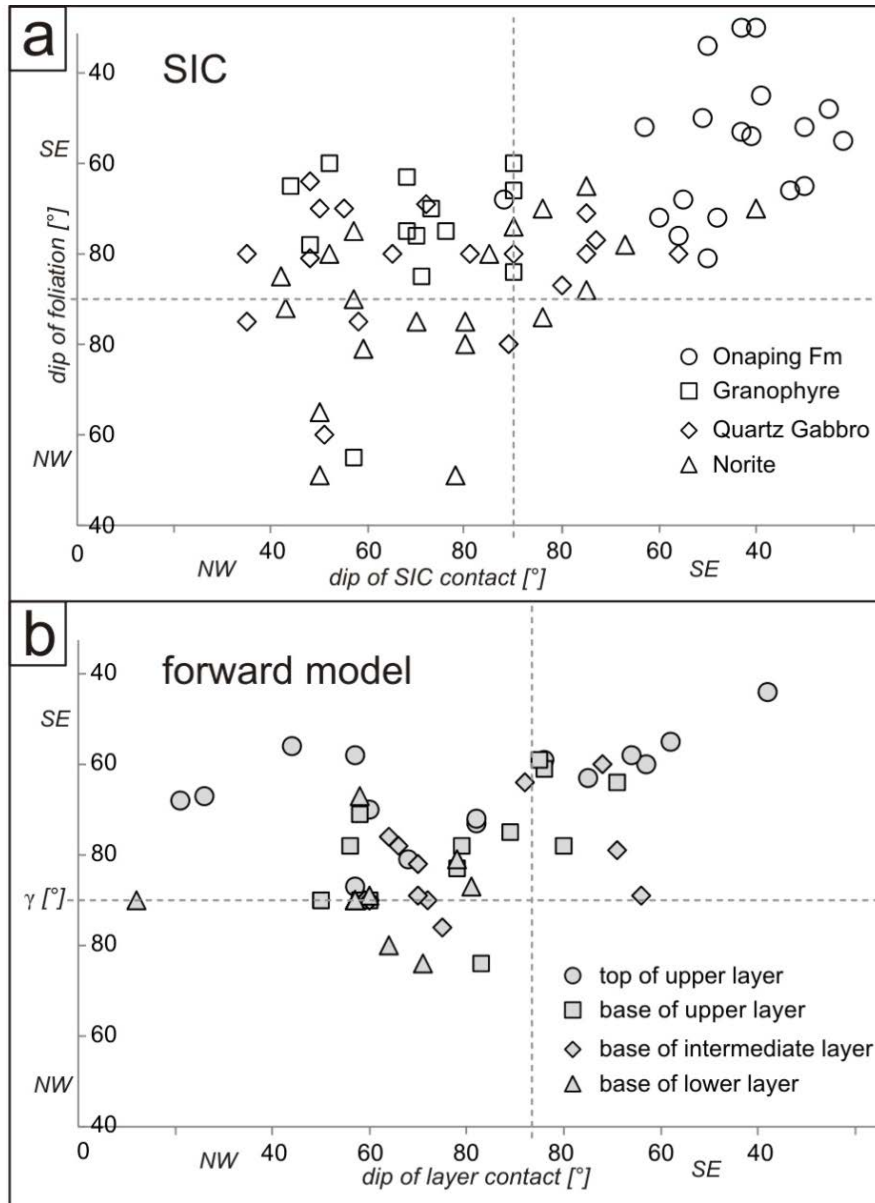 a
SIC
40
SE
60
80
dip of foliation [°]
80
60
NW
40
Onaping Fm
Granophyre
Quartz Gabbro
Norite
0 40 60 80 80 60 40
NW SE
dip of SIC contact [°]
b
forward model
40
SE
60
80
γ [°]
80
60
NW
40
top of upper layer
base of upper layer
base of intermediate layer
base of lower layer
0 40 60 80 80 60 40
NW SE
dip of layer contact [°]